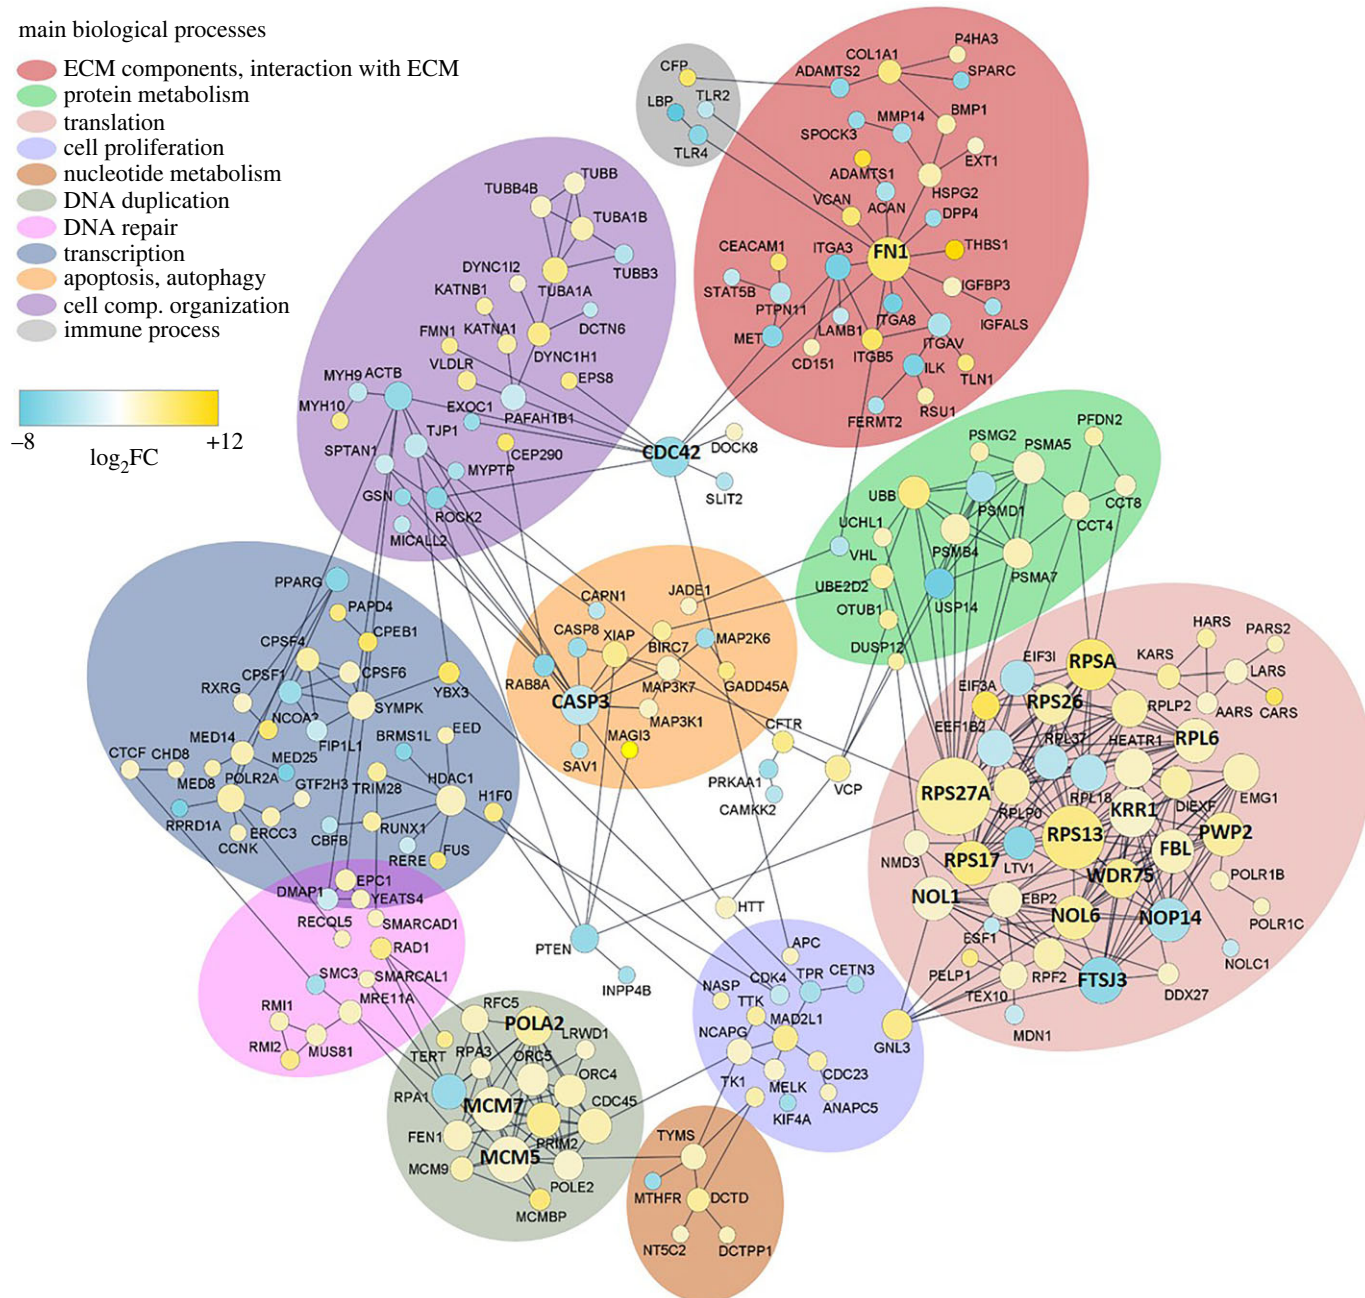 main biological processes
ECM components, interaction with ECM
protein metabolism
translation
cell proliferation
nucleotide metabolism
DNA duplication
DNA repair
transcription
apoptosis, autophagy
cell comp. organization
immune process
–8
+12
log2FC
CFP
LBP
TLR2
TLR4
COL1A1
P4HA3
ADAMTS2
SPARC
BMP1
MMP14
SPOCK3
EXT1
ADAMTS1
HSPG2
VCAN
ACAN
DPP4
CEACAM1
ITGA3
FN1
THBS1
STAT5B
PTPN11
IGFBP3
ITGA8
IGFALS
MET
LAMB1
ITGAV
CD151
ITGB5
ILK
TLN1
FERMT2
RSU1
TUBB
TUBB4B
TUBA1B
TUBB3
DYNC1I2
TUBA1A
KATNB1
DCTN6
FMN1
KATNA1
DYNC1H1
VLDLR
EPS8
MYH9
ACTB
EXOC1
PAFAH1B1
MYH10
TJP1
CEP290
SPTAN1
MYPTP
GSN
ROCK2
MICALL2
CDC42
DOCK8
SLIT2
PFDN2
PSMG2
PSMA5
UBB
CCT8
PSMD1
CCT4
UCHL1
PSMB4
VHL
PSMA7
UBE2D2
USP14
OTUB1
DUSP12
PPARG
PAPD4
CPSF4
CPEB1
CPSF1
CPSF6
RXRG
YBX3
NCOA2
SYMPK
FIP1L1
EED
MED14
BRMS1L
CTCF
CHD8
MED25
MED8
POLR2A
HDAC1
GTF2H3
TRIM28
H1F0
RPRD1A
ERCC3
CBFB
RUNX1
CCNK
RERE
FUS
CAPN1
JADE1
CASP8
XIAP
BIRC7
MAP2K6
RAB8A
MAP3K7
GADD45A
CASP3
MAP3K1
MAGI3
SAV1
CFTR
PRKAA1
VCP
CAMKK2
HARS
PARS2
EIF3I
RPSA
KARS
LARS
EIF3A
RPS26
RPLP2
AARS
CARS
EEF1B2
RPL37
HEATR1
RPL6
RPS27A
RPLP0
RPL18
KRR1
DIEXF
EMG1
RPS13
PWP2
NMD3
RPS17
LTV1
FBL
WDR75
POLR1B
NOL1
EBP2
NOL6
NOP14
POLR1C
ESF1
NOLC1
PELP1
RPF2
FTSJ3
DDX27
TEX10
MDN1
GNL3
EPC1
DMAP1
YEATS4
RECQL5
SMARCAD1
RAD1
SMC3
SMARCAL1
RMI1
MRE11A
RMI2
MUS81
PTEN
INPP4B
HTT
RFC5
POLA2
LRWD1
TERT
RPA3
ORC5
ORC4
RPA1
MCM7
CDC45
FEN1
PRIM2
MCM5
MCM9
POLE2
MCMBP
APC
CDK4
TPR
CETN3
NASP
TTK
MAD2L1
NCAPG
CDC23
TK1
MELK
ANAPC5
KIF4A
TYMS
MTHFR
DCTD
NT5C2
DCTPP1